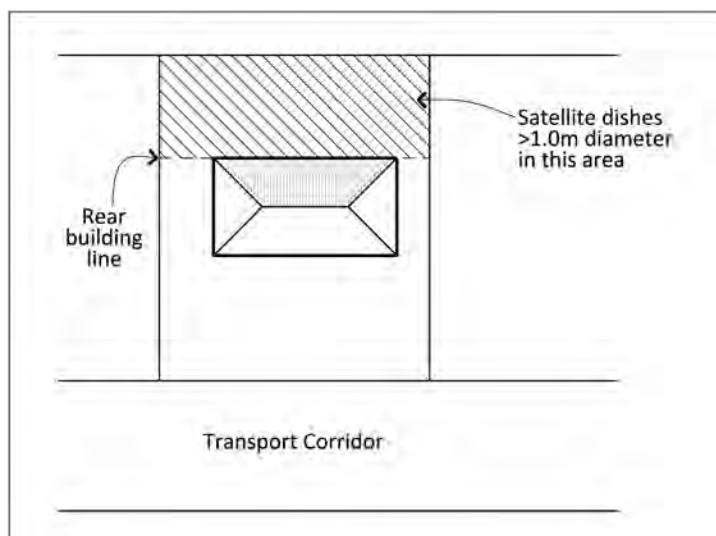 Satellite dishes
>1.0m diameter
in this area
Rear
building
line
Transport Corridor